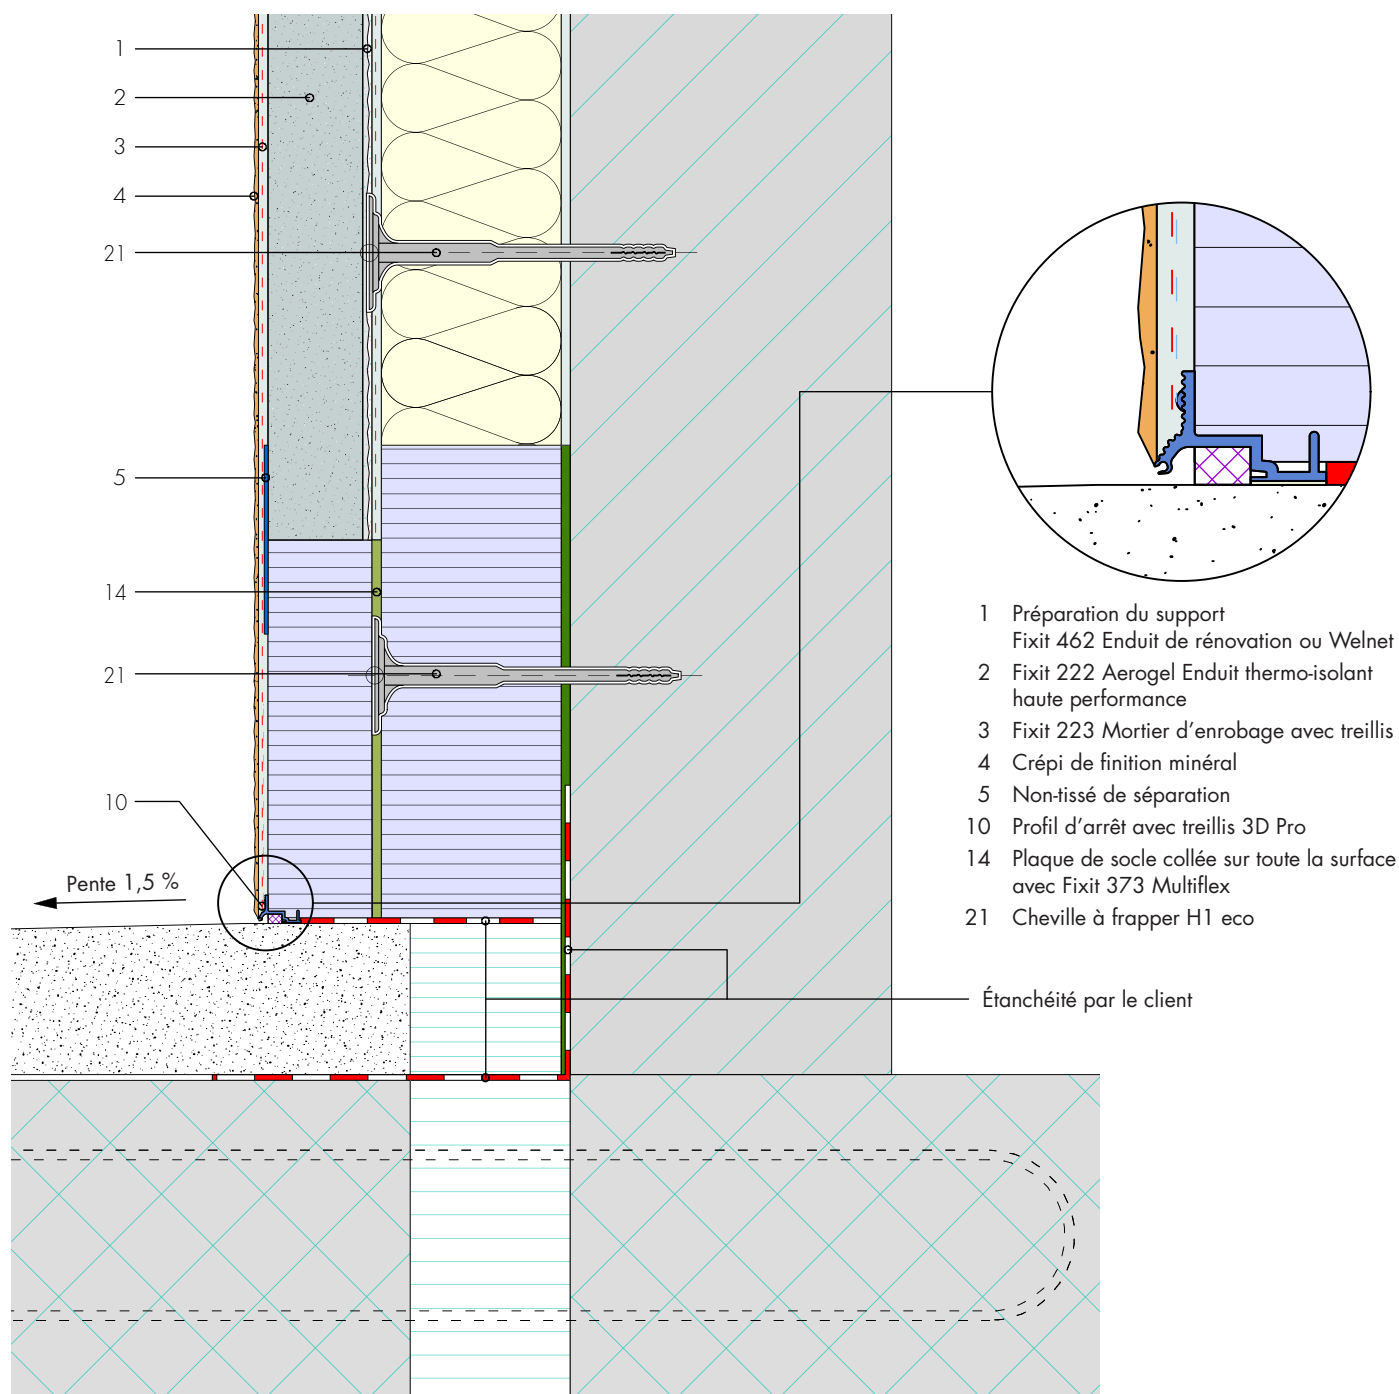 1
2
3
4
21
5
14
21
10
Pente 1,5 %
1 Préparation du support
Fixit 462 Enduit de rénovation ou Welnet
2 Fixit 222 Aerogel Enduit thermo-isolant
haute performance
3 Fixit 223 Mortier d’enrobage avec treillis
4 Crépi de finition minéral
5 Non-tissé de séparation
10 Profil d’arrêt avec treillis 3D Pro
14 Plaque de socle collée sur toute la surface
avec Fixit 373 Multiflex
21 Cheville à frapper H1 eco
Étanchéité par le client